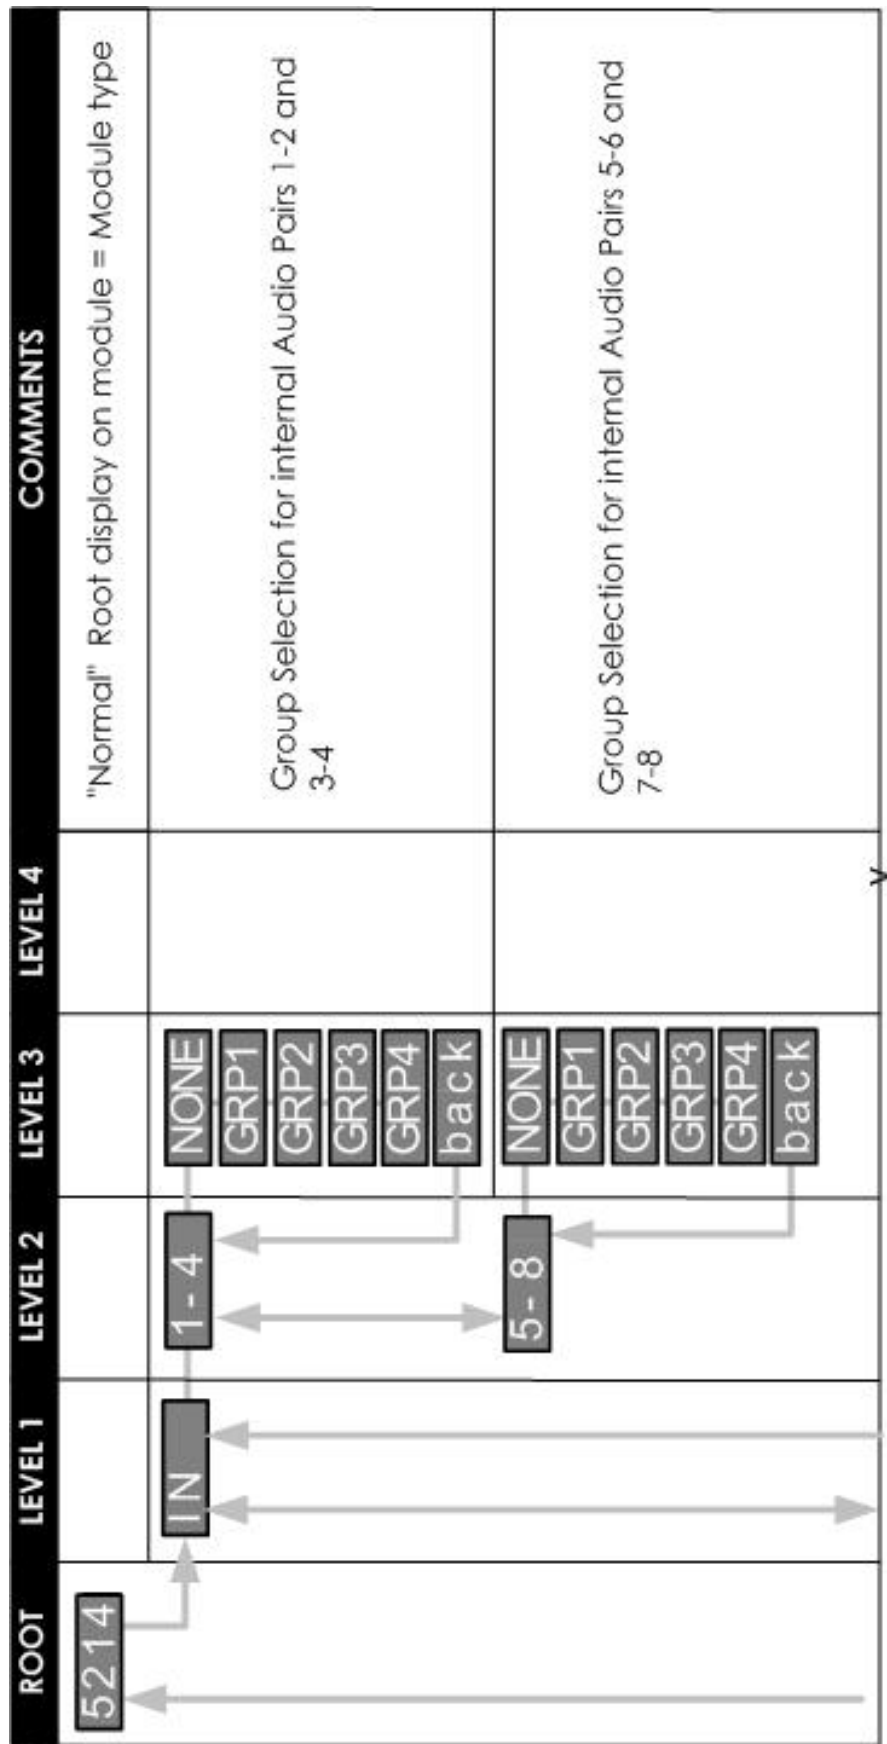 ROOT LEVEL 1 LEVEL 2 LEVEL 3 LEVEL 4 COMMENTS
5214 "Normal" Root display on module = Module type
IN 1-4 NONE
GRP1
GRP2
GRP3
GRP4
back
Group Selection for internal Audio Pairs 1-2 and
3-4
5-8 NONE
GRP1
GRP2
GRP3
GRP4
back
Group Selection for internal Audio Pairs 5-6 and
7-8
v